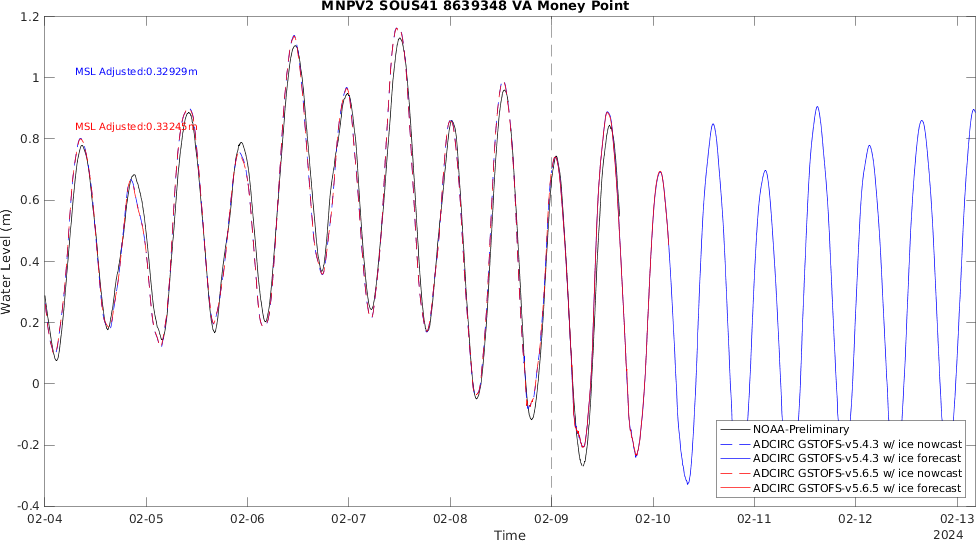 MNPV2 SOUS41 8639348 VA Money Point
1.2
1
0.8
0.6
0.4
0.2
0
-0.2
-0.4
Water Level (m)
MSL Adjusted:0.32929m
MSL Adjusted:0.33245m
NOAA-Preliminary
ADCIRC GSTOFS-v5.4.3 w/ ice nowcast
ADCIRC GSTOFS-v5.4.3 w/ ice forecast
ADCIRC GSTOFS-v5.6.5 w/ ice nowcast
ADCIRC GSTOFS-v5.6.5 w/ ice forecast
02-04 02-05 02-06 02-07 02-08 02-09 02-10 02-11 02-12 02-13
Time
2024